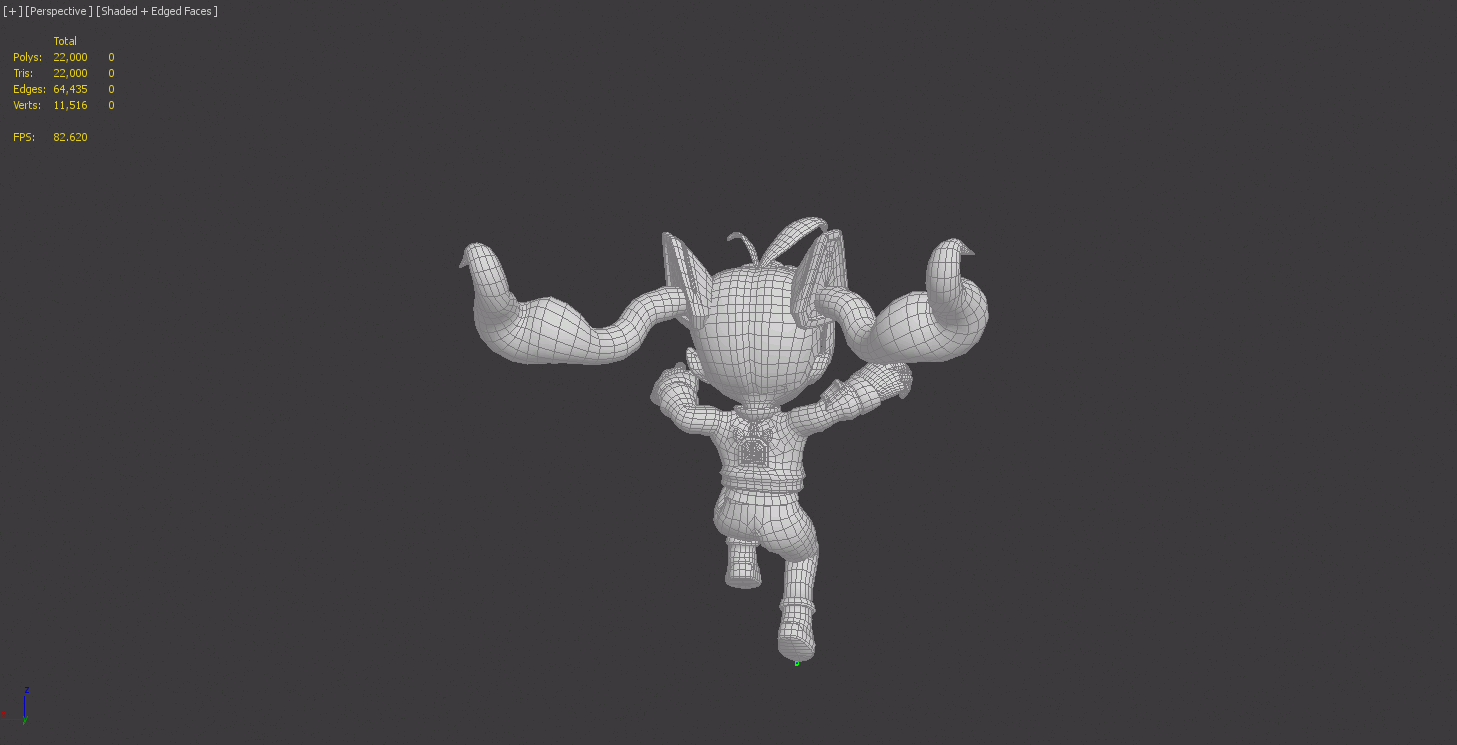 [+] [Perspective] [Shaded + Edged Faces]
Total
Polys: 22,000 0
Tris: 22,000 0
Edges: 64,435 0
Verts: 11,516 0
FPS: 82.620
z
x
y